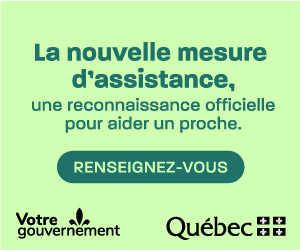 La nouvelle mesure
d’assistance,
une reconnaissance officielle
pour aider un proche.
RENSEIGNEZ-VOUS
Votre
gouvernement
Québec